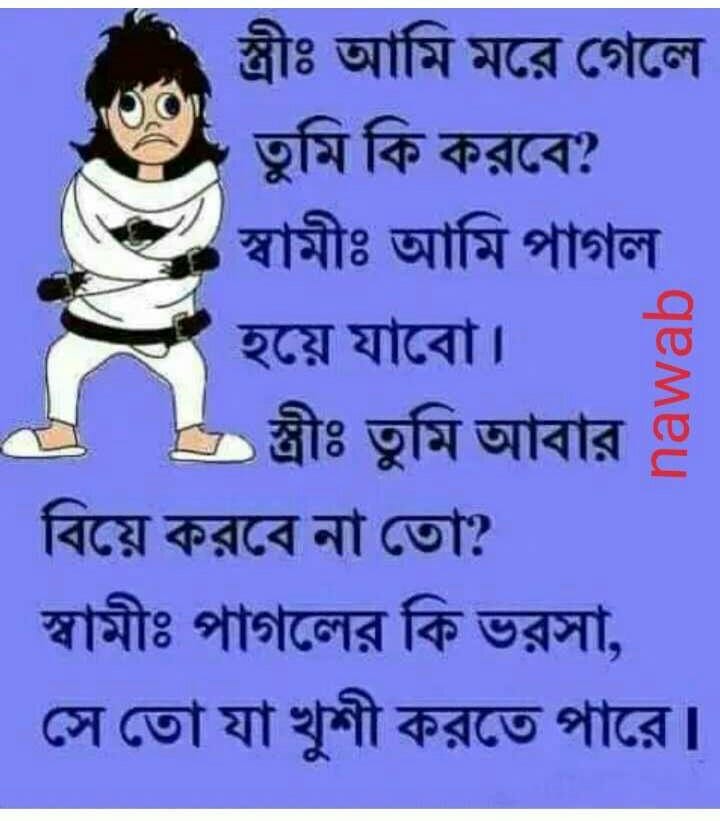 স্ত্রীঃ আমি মরে গেলে
তুমি কি করবে?
স্বামীঃ আমি পাগল
হয়ে যাবো।
স্ত্রীঃ তুমি আবার
বিয়ে করবে না তো?
স্বামীঃ পাগলের কি ভরসা,
সে তো যা খুশী করতে পারে।
nawab